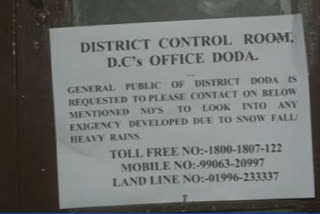 DISTRICT CONTROL ROOM,
D.C's OFFICE DODA.
GENERAL PUBLIC OF DISTRICT DODA IS
REQUESTED TO PLEASE CONTACT ON BELOW
MENTIONED NO'S TO LOOK INTO ANY
EXIGENCY DEVELOPED DUE TO SNOW FALL/
HEAVY RAINS.
TOLL FREE NO:-1800-1807-122
MOBILE NO:-99063-20997
LAND LINE NO:-01996-233337